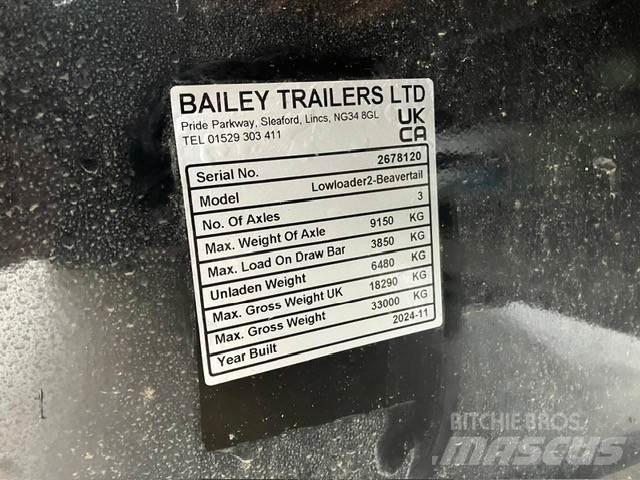 BAILEY TRAILERS LTD
Pride Parkway, Sleaford, Lincs, NG34 8GL
TEL 01529 303 411
UK
CA
Serial No. 2678120
Model Lowloader2-Beavertail
No. Of Axles 3
Max. Weight Of Axle 9150 KG
Max. Load On Draw Bar 3850 KG
Unladen Weight 6480 KG
Max. Gross Weight UK 18290 KG
Max. Gross Weight 33000 KG
Year Built 2024-11
RITCHIE BROS.
MASCUS